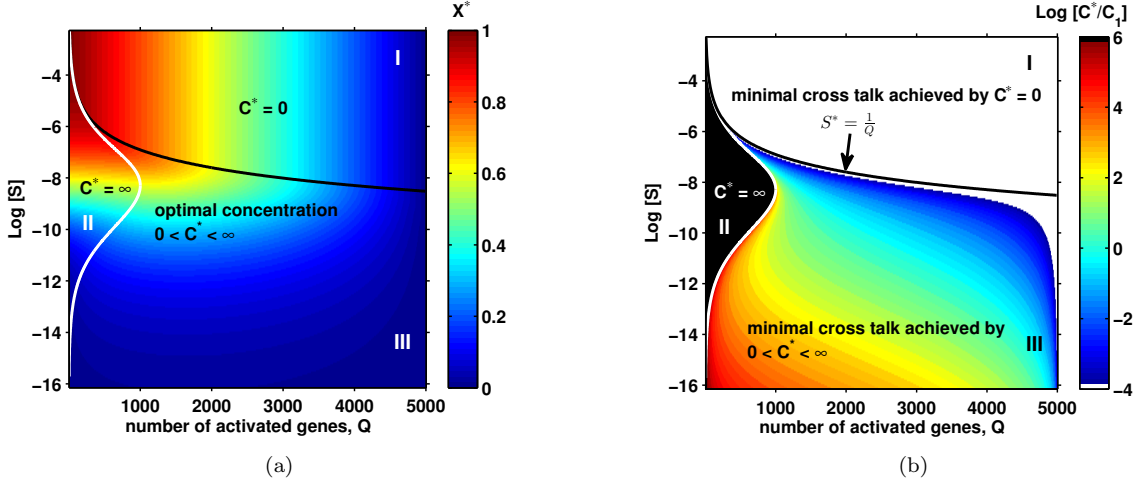 X*
1
0.8
0.6
0.4
0.2
0
Log [S]
−4
−6
−8
−10
−12
−14
−16
I
C* = 0
C* = ∞
II
optimal concentration
0 < C* < ∞
III
1000 2000 3000 4000 5000
number of activated genes, Q
(a)
Log [C*/C₁]
6
4
2
0
−2
−4
Log [S]
−4
−6
−8
−10
−12
−14
−16
I
minimal cross talk achieved by C* = 0
S* = 1/Q
C* = ∞
II
minimal cross talk achieved by
0 < C* < ∞
III
1000 2000 3000 4000 5000
number of activated genes, Q
(b)